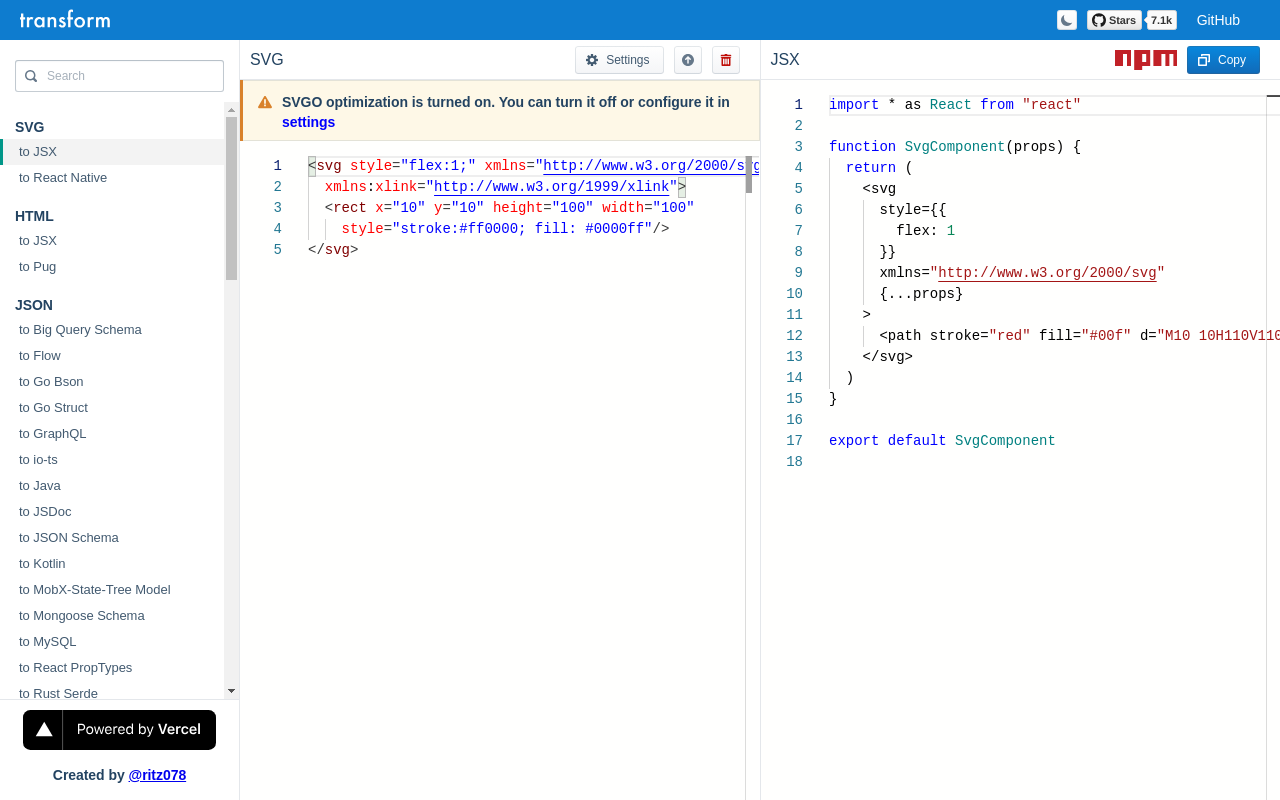 transform
Stars 7.1k GitHub
Search
SVG
to JSX
to React Native
HTML
to JSX
to Pug
JSON
to Big Query Schema
to Flow
to Go Bson
to Go Struct
to GraphQL
to io-ts
to Java
to JSDoc
to JSON Schema
to Kotlin
to MobX-State-Tree Model
to Mongoose Schema
to MySQL
to React PropTypes
to Rust Serde
Powered by Vercel
Created by @ritz078
SVG Settings
SVGO optimization is turned on. You can turn it off or configure it in
settings
1 <svg style="flex:1;" xmlns="http://www.w3.org/2000/svg
2 xmlns:xlink="http://www.w3.org/1999/xlink">
3 <rect x="10" y="10" height="100" width="100"
4 style="stroke:#ff0000; fill: #0000ff"/>
5 </svg>
JSX npm Copy
1 import * as React from "react"
2
3 function SvgComponent(props) {
4 return (
5 <svg
6 style={{
7 flex: 1
8 }}
9 xmlns="http://www.w3.org/2000/svg"
10 {...props}
11 >
12 <path stroke="red" fill="#00f" d="M10 10H110V110
13 </svg>
14 )
15 }
16
17 export default SvgComponent
18